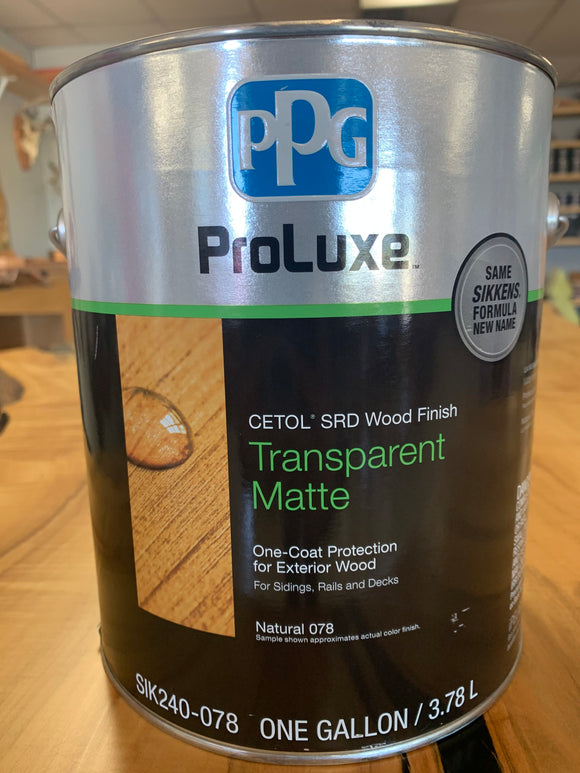 PPG
PROLUXE™
SAME
SIKKENS®
FORMULA
NEW NAME
CETOL® SRD Wood Finish
Transparent
Matte
One-Coat Protection
for Exterior Wood
For Sidings, Rails and Decks
Natural 078
Sample shown approximates actual color finish.
SIK240-078 ONE GALLON / 3.78 L